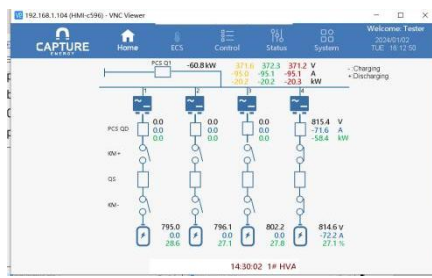 192.168.1.104 (HMI-c596) - VNC Viewer
CAPTURE
ENERGY
Home
ECS
Control
Status
System
Welcome: Tester
2024/01/02
TUE 16:12:50
PCS Q1
-60.8kW
371.6 372.3 371.2 V
-95.0 -95.1 -95.1 A
-20.2 -20.2 -20.3 kW
- Charging
+ Discharging
1 2 3 4
PCS QD
0.0 0.0 0.0 815.4 V
0.0 0.0 0.0 -71.6 A
0.0 0.0 0.0 -58.4 kW
KM+
QS
KM-
795.0 796.1 802.2 814.6 V
0.0 0.0 0.0 -72.2 A
28.6 27.1 27.8 27.1 %
14:30:02 1# HVA